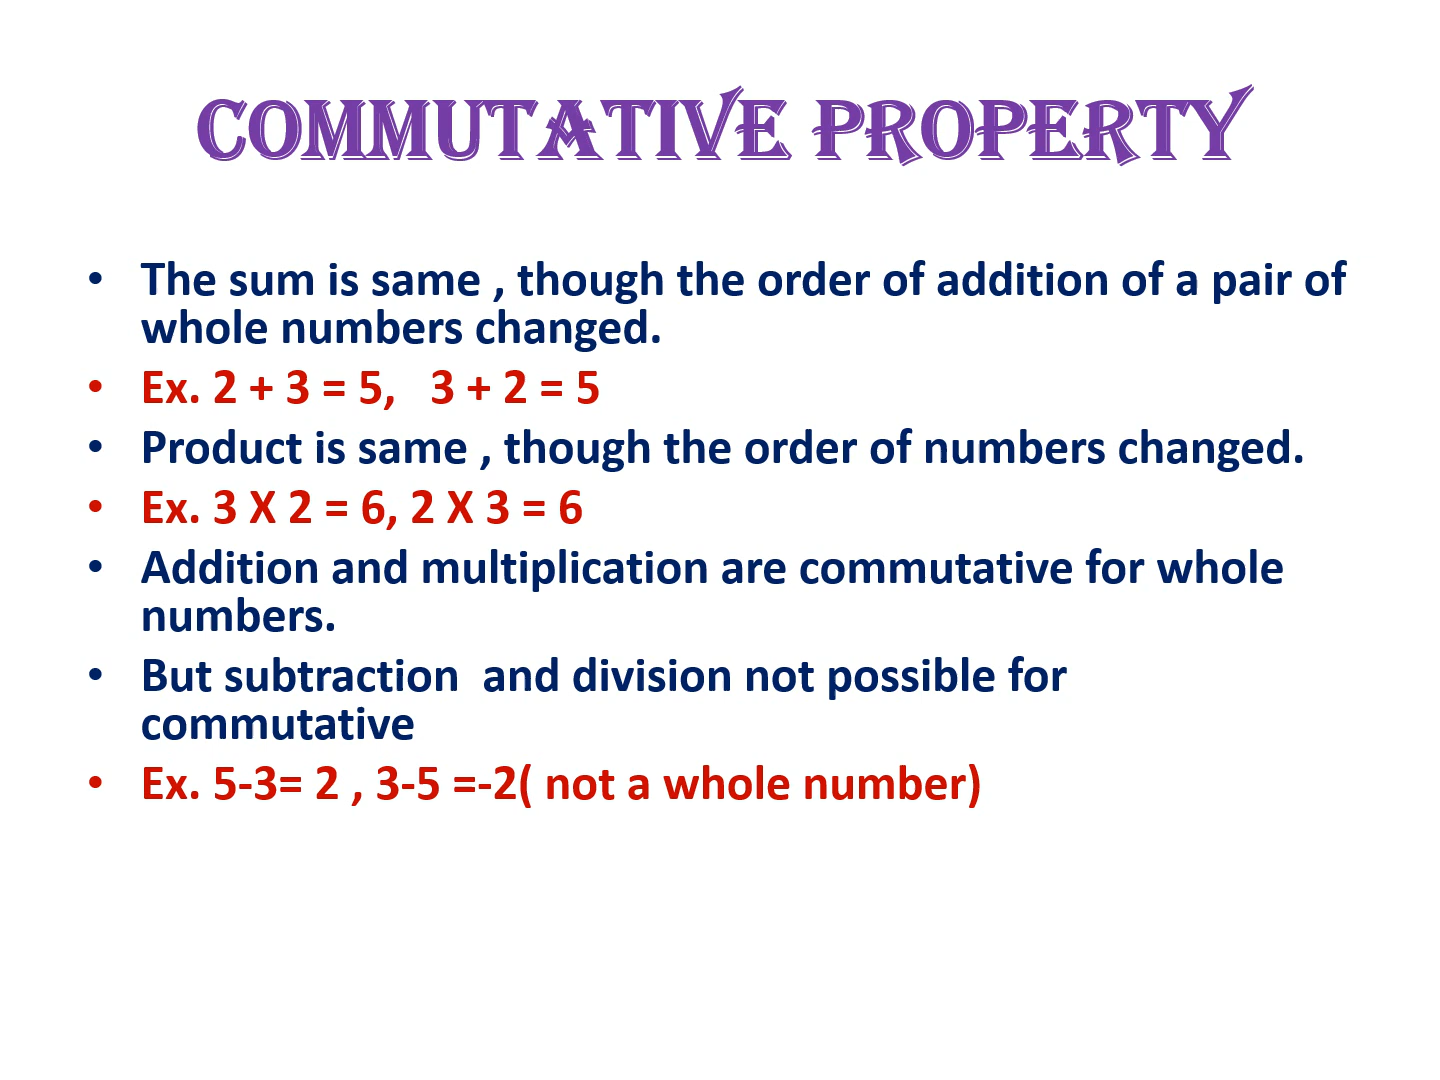 COMMUTATIVE PROPERTY
• The sum is same , though the order of addition of a pair of
whole numbers changed.
• Ex. 2 + 3 = 5,   3 + 2 = 5
• Product is same , though the order of numbers changed.
• Ex. 3 X 2 = 6, 2 X 3 = 6
• Addition and multiplication are commutative for whole
numbers.
• But subtraction  and division not possible for
commutative
• Ex. 5-3= 2 , 3-5 =-2( not a whole number)